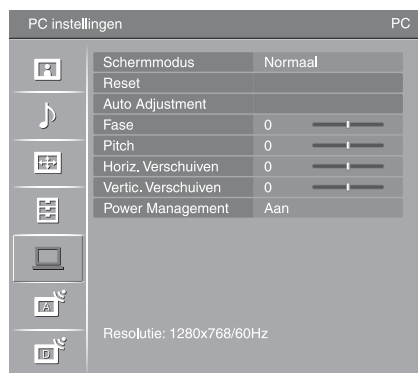 PC instellingen PC
Schermmodus Normaal
Reset
Auto Adjustment
Fase 0
Pitch 0
Horiz. Verschuiven 0
Vertic. Verschuiven 0
Power Management Aan
A
D
Resolutie: 1280x768/60Hz